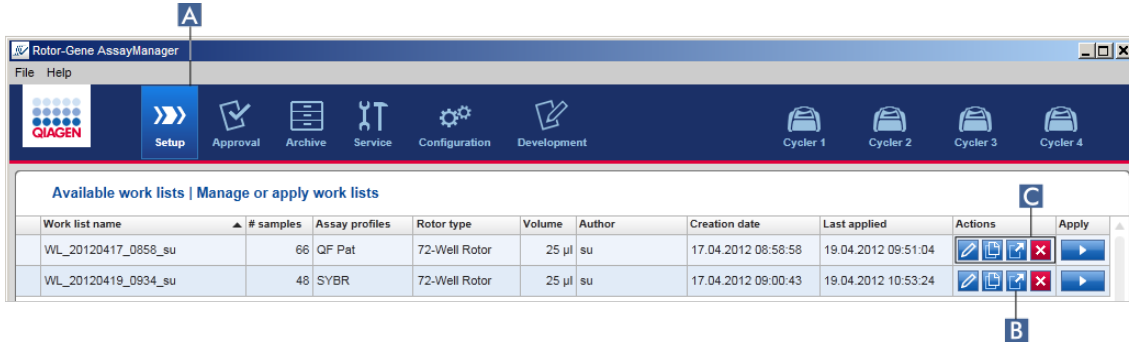 A
Rotor-Gene AssayManager
File Help
QIAGEN
Setup Approval Archive Service Configuration Development Cycler 1 Cycler 2 Cycler 3 Cycler 4
Available work lists | Manage or apply work lists
C
Work list name # samples Assay profiles Rotor type Volume Author Creation date Last applied Actions Apply
WL_20120417_0858_su 66 QF Pat 72-Well Rotor 25 µl su 17.04.2012 08:58:58 19.04.2012 09:51:04
WL_20120419_0934_su 48 SYBR 72-Well Rotor 25 µl su 17.04.2012 09:00:43 19.04.2012 10:53:24
B